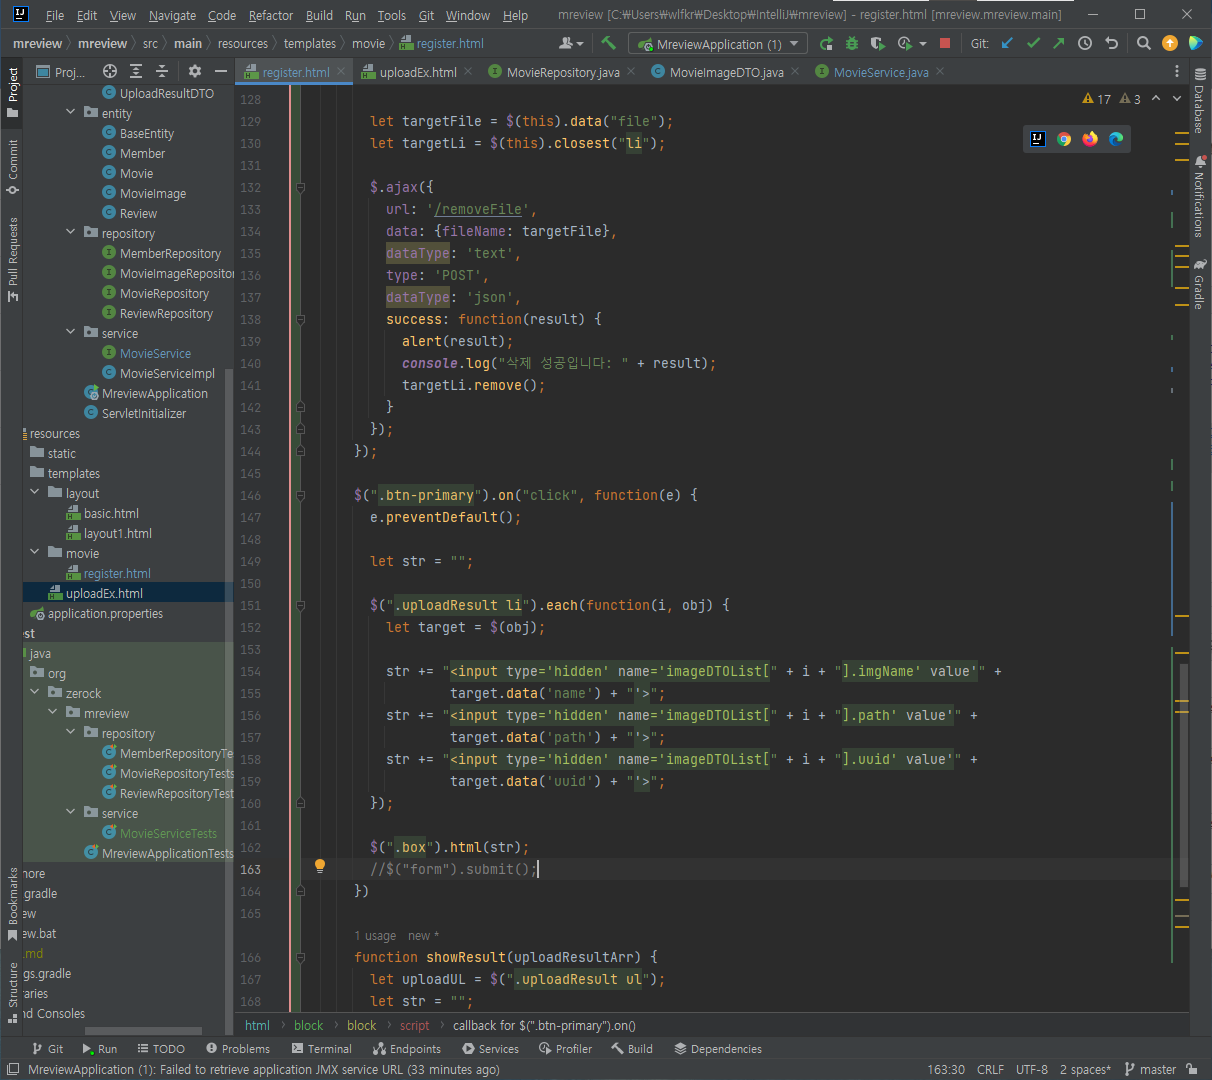 File Edit View Navigate Code Refactor Build Run Tools Git Window Help mreview [C:₩Users₩wlfkr₩Desktop₩IntelliJ₩mreview] - register.html [mreview.mreview.main]
mreview mreview src main resources templates movie register.html MreviewApplication (1) Git:
Proj... register.html uploadEx.html MovieRepository.java MovieImageDTO.java MovieService.java
Project
Commit
Pull Requests
Bookmarks
Structure
UploadResultDTO
entity
BaseEntity
Member
Movie
MovieImage
Review
repository
MemberRepository
MovieImageRepositor
MovieRepository
ReviewRepository
service
MovieService
MovieServiceImpl
MreviewApplication
ServletInitializer
resources
static
templates
layout
basic.html
layout1.html
movie
register.html
uploadEx.html
application.properties
est
java
org
zerock
mreview
repository
MemberRepositoryTe
MovieRepositoryTests
ReviewRepositoryTest
service
MovieServiceTests
MreviewApplicationTests
nore
gradle
ew
ew.bat
.md
gs.gradle
raries
nd Consoles
17 3
128
129 let targetFile = $(this).data("file");
130 let targetLi = $(this).closest("li");
131
132 $.ajax({
133 url: '/removeFile',
134 data: {fileName: targetFile},
135 dataType: 'text',
136 type: 'POST',
137 dataType: 'json',
138 success: function(result) {
139 alert(result);
140 console.log("삭제 성공입니다: " + result);
141 targetLi.remove();
142 }
143 });
144 });
145
146 $(".btn-primary").on("click", function(e) {
147 e.preventDefault();
148
149 let str = "";
150
151 $(".uploadResult li").each(function(i, obj) {
152 let target = $(obj);
153
154 str += "<input type='hidden' name='imageDTOList[" + i + "].imgName' value'" +
155 target.data('name') + "'>";
156 str += "<input type='hidden' name='imageDTOList[" + i + "].path' value'" +
157 target.data('path') + "'>";
158 str += "<input type='hidden' name='imageDTOList[" + i + "].uuid' value'" +
159 target.data('uuid') + "'>";
160 });
161
162 $(".box").html(str);
163 //$("form").submit();
164 })
165
1 usage new *
166 function showResult(uploadResultArr) {
167 let uploadUL = $(".uploadResult ul");
168 let str = "";
Database
Notifications
Gradle
html block block script callback for $(".btn-primary").on()
Git Run TODO Problems Terminal Endpoints Services Profiler Build Dependencies
MreviewApplication (1): Failed to retrieve application JMX service URL (33 minutes ago) 163:30 CRLF UTF-8 2 spaces* master